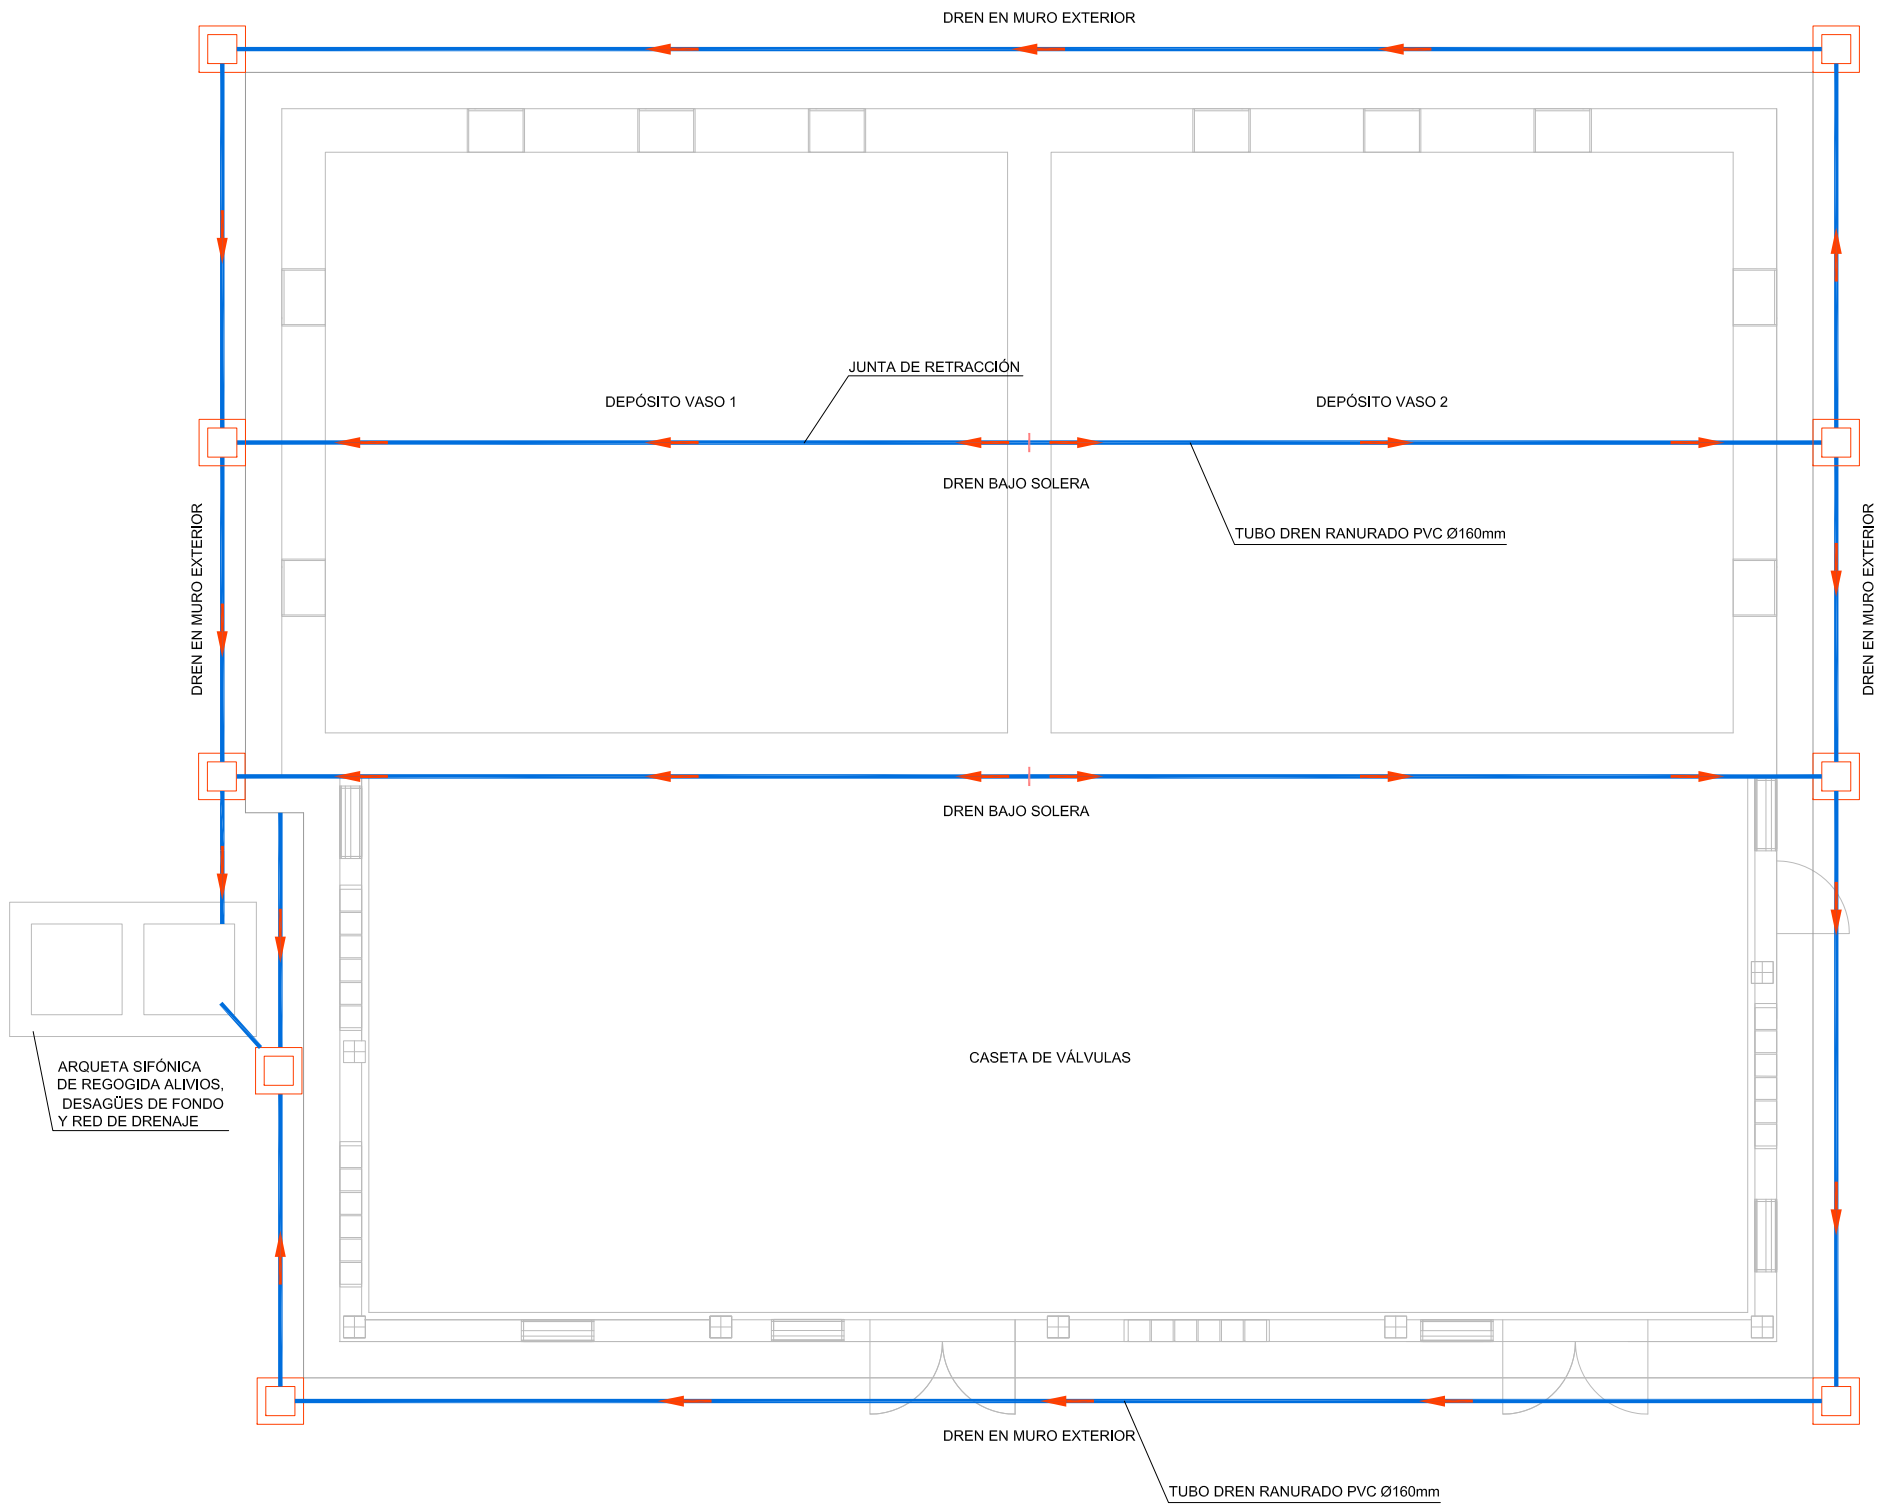 DREN EN MURO EXTERIOR
JUNTA DE RETRACCIÓN
DEPÓSITO VASO 1
DEPÓSITO VASO 2
DREN BAJO SOLERA
TUBO DREN RANURADO PVC Ø160mm
DREN EN MURO EXTERIOR
DREN EN MURO EXTERIOR
DREN BAJO SOLERA
CASETA DE VÁLVULAS
ARQUETA SIFÓNICA
DE REGOGIDA ALIVIOS,
DESAGÜES DE FONDO
Y RED DE DRENAJE
DREN EN MURO EXTERIOR
TUBO DREN RANURADO PVC Ø160mm